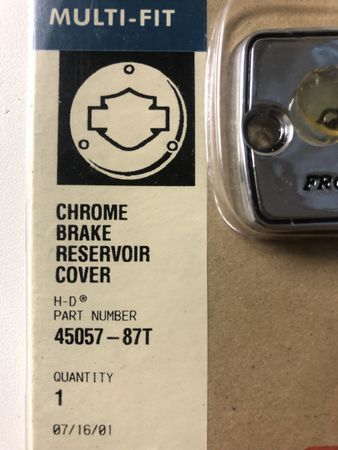 MULTI-FIT
CHROME
BRAKE
RESERVOIR
COVER
H-D®
PART NUMBER
45057-87T
QUANTITY
1
07/16/01